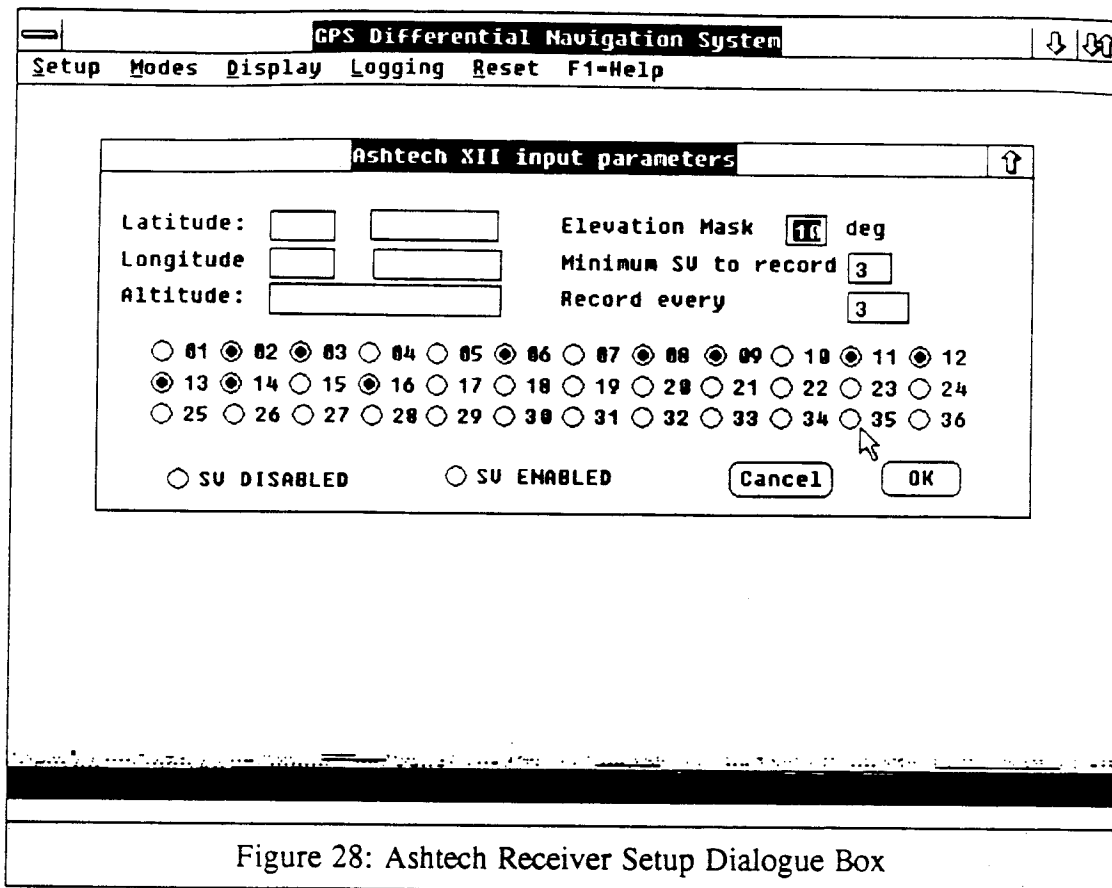 GPS Differential Navigation System
Setup Modes Display Logging Reset F1=Help
Ashtech XII input parameters
Latitude:
Longitude
Altitude:
Elevation Mask 10 deg
Minimum SV to record 3
Record every 3
01 02 03 04 05 06 07 08 09 10 11 12
13 14 15 16 17 18 19 20 21 22 23 24
25 26 27 28 29 30 31 32 33 34 35 36
SV DISABLED SV ENABLED Cancel OK
Figure 28: Ashtech Receiver Setup Dialogue Box